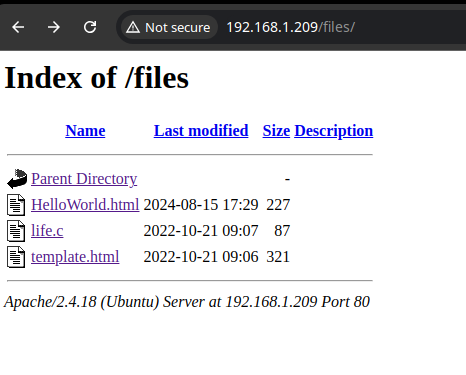 Not secure 192.168.1.209/files/
Index of /files
Name Last modified Size Description
Parent Directory -
HelloWorld.html 2024-08-15 17:29 227
life.c 2022-10-21 09:07 87
template.html 2022-10-21 09:06 321
Apache/2.4.18 (Ubuntu) Server at 192.168.1.209 Port 80